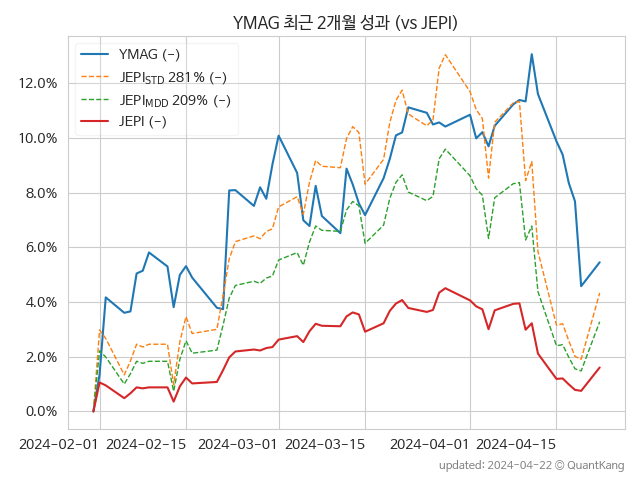 YMAG 최근 2개월 성과 (vs JEPI)
YMAG (-)
JEPI_STD 281% (-)
JEPI_MDD 209% (-)
JEPI (-)
12.0%
10.0%
8.0%
6.0%
4.0%
2.0%
0.0%
2024-02-01 2024-02-15 2024-03-01 2024-03-15 2024-04-01 2024-04-15
updated: 2024-04-22 © QuantKang